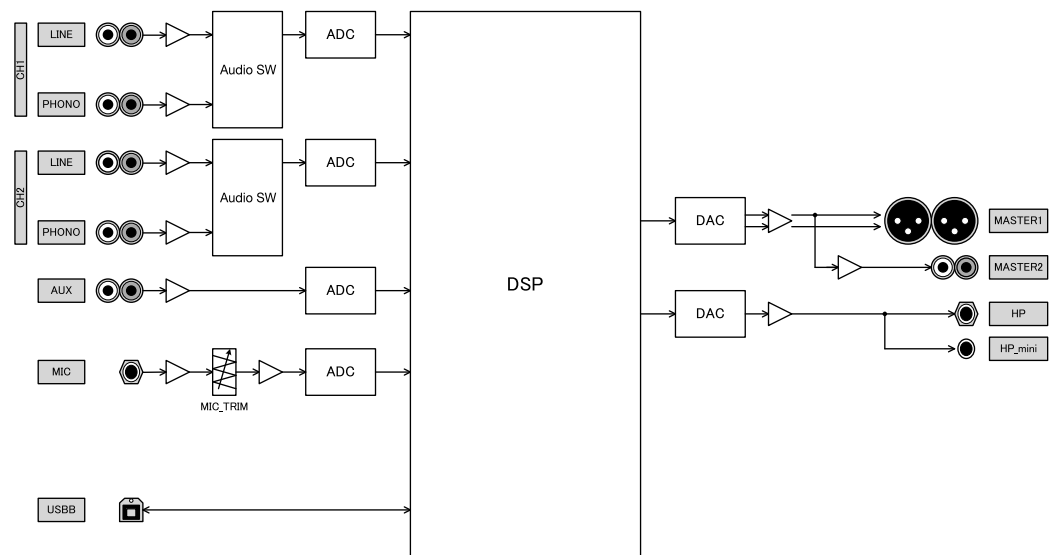 CH1
LINE
ADC
Audio SW
PHONO
CH2
LINE
ADC
Audio SW
PHONO
AUX
ADC
MIC
MIC_TRIM
ADC
USBB
DSP
DAC
MASTER1
MASTER2
DAC
HP
HP_mini